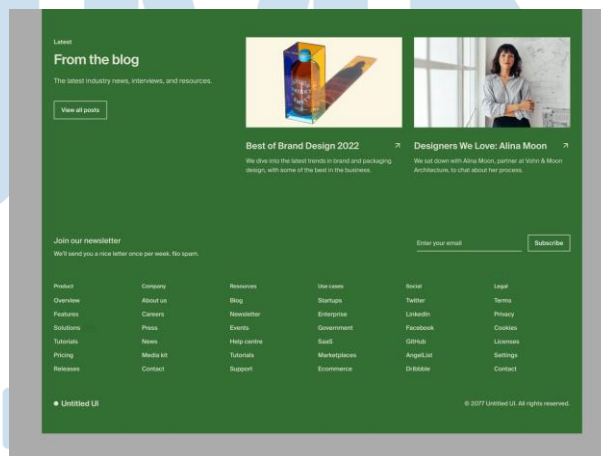 Latest
From the blog
The latest industry news, interviews, and resources.
View all posts
Best of Brand Design 2022
We dive into the latest trends in brand and packaging
design, with some of the best in the business.
Designers We Love: Alina Moon
We sat down with Alina Moon, partner at Vohn & Moon
Architecture, to chat about her process.
Join our newsletter
We'll send you a nice letter once per week. No spam.
Enter your email
Subscribe
Product
Overview
Features
Solutions
Tutorials
Pricing
Releases
Company
About us
Careers
Press
News
Media kit
Contact
Resources
Blog
Newsletter
Events
Help centre
Tutorials
Support
Use cases
Startups
Enterprise
Government
SaaS
Marketplaces
Ecommerce
Social
Twitter
LinkedIn
Facebook
GitHub
AngelList
Dribbble
Legal
Terms
Privacy
Cookies
Licenses
Settings
Contact
Untitled UI
© 2077 Untitled UI. All rights reserved.